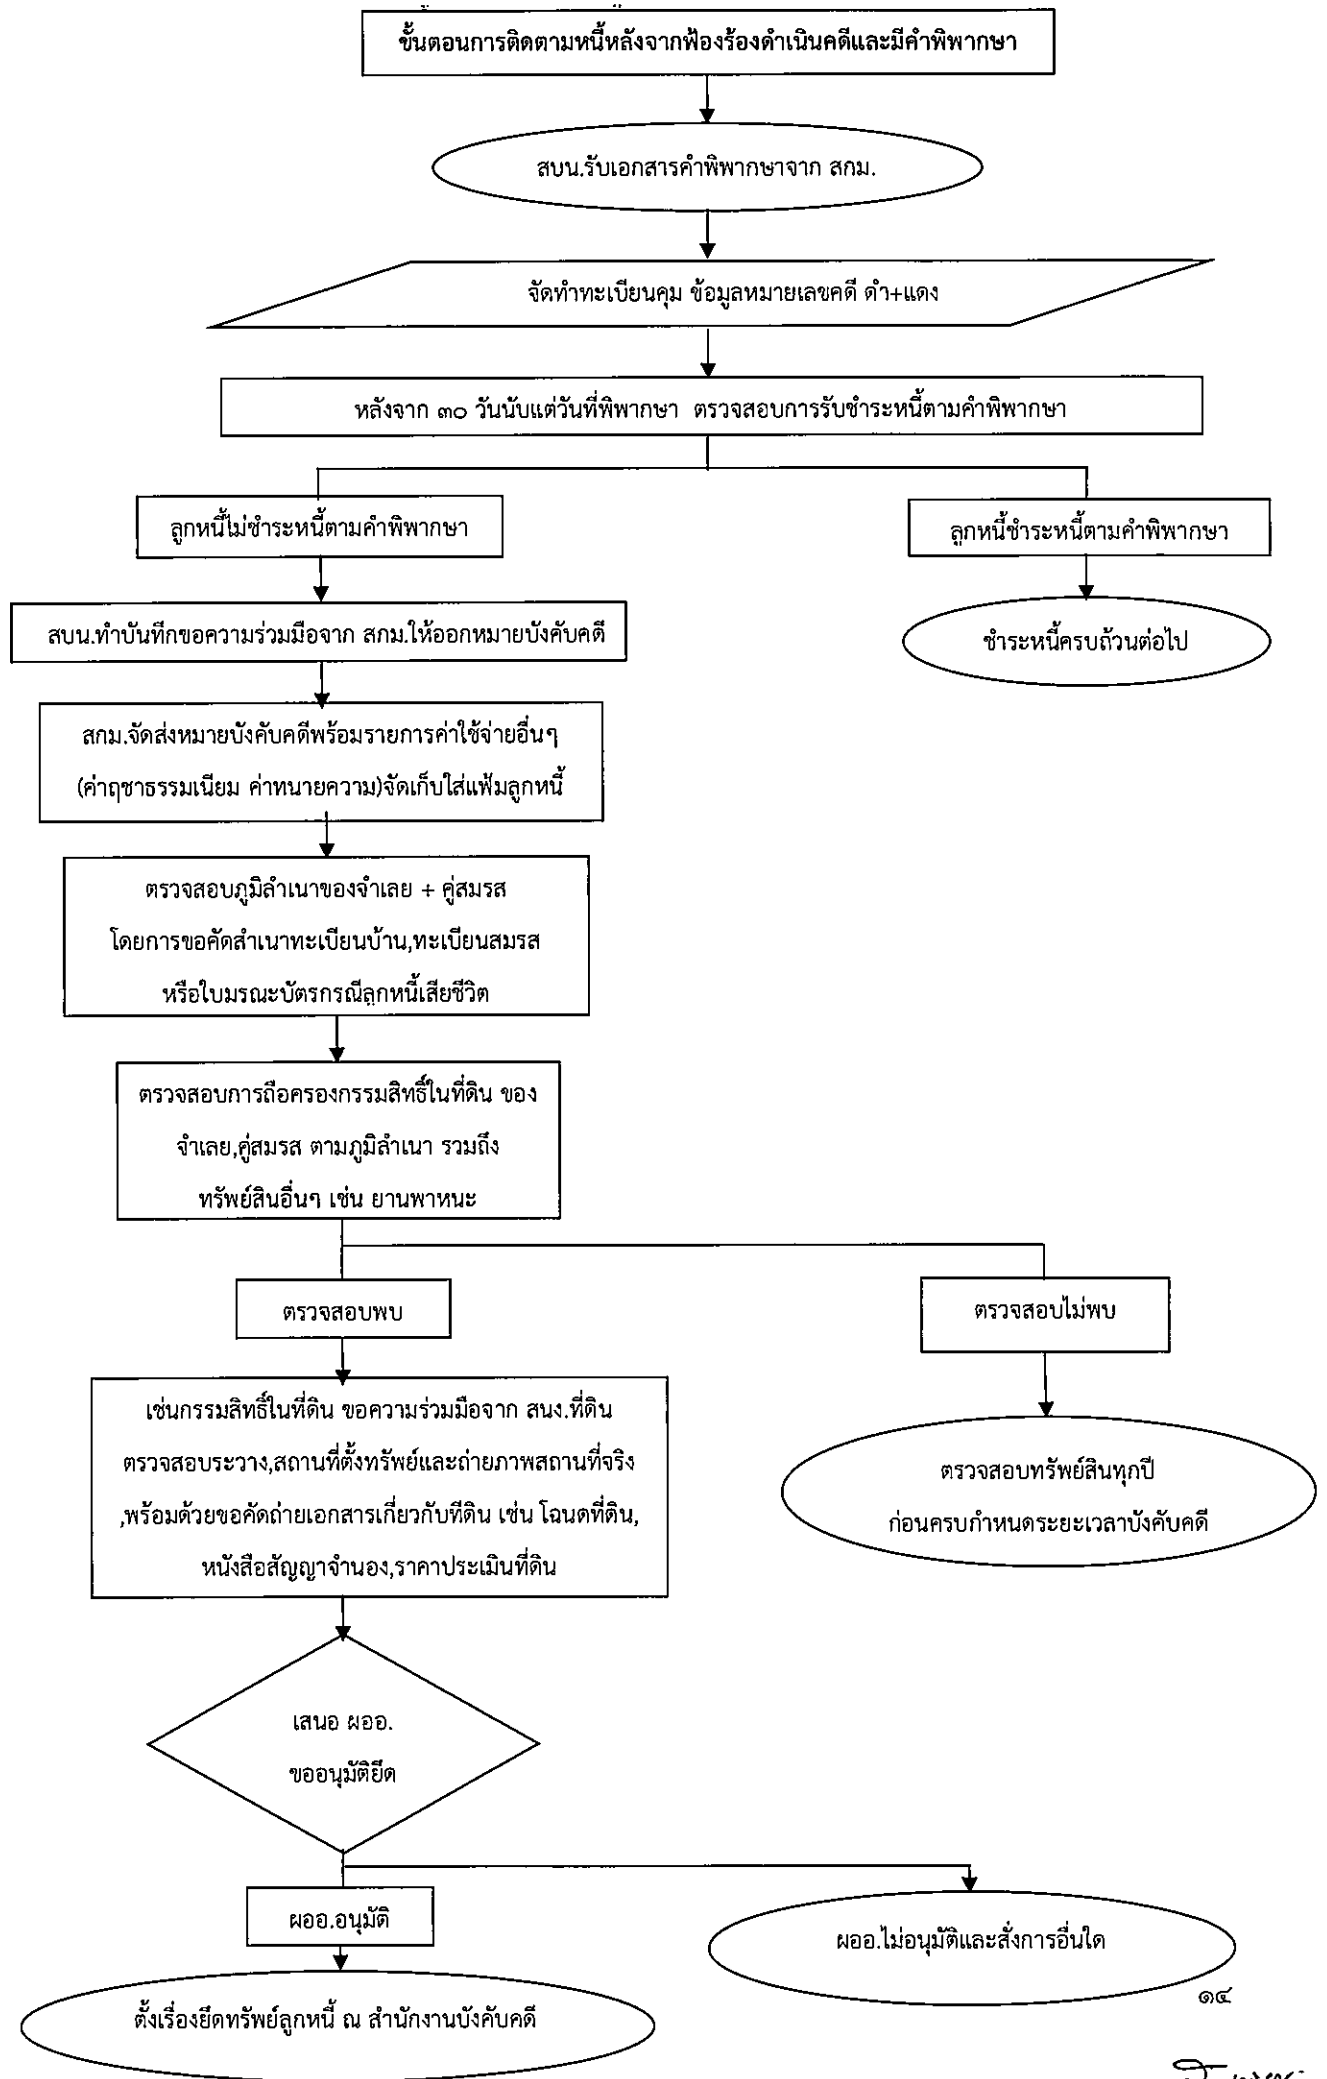 ขั้นตอนการติดตามหนี้หลังจากฟ้องร้องดำเนินคดีและมีคำพิพากษา
สบน.รับเอกสารคำพิพากษาจาก สกม.
จัดทำทะเบียนคุม ข้อมูลหมายเลขคดี ดำ+แดง
หลังจาก ๓๐ วันนับแต่วันที่พิพากษา ตรวจสอบการรับชำระหนี้ตามคำพิพากษา
ลูกหนี้ไม่ชำระหนี้ตามคำพิพากษา
ลูกหนี้ชำระหนี้ตามคำพิพากษา
สบน.ทำบันทึกขอความร่วมมือจาก สกม.ให้ออกหมายบังคับคดี
ชำระหนี้ครบถ้วนต่อไป
สกม.จัดส่งหมายบังคับคดีพร้อมรายการค่าใช้จ่ายอื่นๆ
(ค่าฤชาธรรมเนียม ค่าทนายความ)จัดเก็บใส่แฟ้มลูกหนี้
ตรวจสอบภูมิลำเนาของจำเลย + คู่สมรส
โดยการขอคัดสำเนาทะเบียนบ้าน,ทะเบียนสมรส
หรือใบมรณะบัตรกรณีลูกหนี้เสียชีวิต
ตรวจสอบการถือครองกรรมสิทธิ์ในที่ดิน ของ
จำเลย,คู่สมรส ตามภูมิลำเนา รวมถึง
ทรัพย์สินอื่นๆ เช่น ยานพาหนะ
ตรวจสอบพบ
ตรวจสอบไม่พบ
เช่นกรรมสิทธิ์ในที่ดิน ขอความร่วมมือจาก สนง.ที่ดิน
ตรวจสอบระวาง,สถานที่ตั้งทรัพย์และถ่ายภาพสถานที่จริง
,พร้อมด้วยขอคัดถ่ายเอกสารเกี่ยวกับทีดิน เช่น โฉนดที่ดิน,
หนังสือสัญญาจำนอง,ราคาประเมินที่ดิน
ตรวจสอบทรัพย์สินทุกปี
ก่อนครบกำหนดระยะเวลาบังคับคดี
เสนอ ผออ.
ขออนุมัติยึด
ผออ.อนุมัติ
ผออ.ไม่อนุมัติและสั่งการอื่นใด
ตั้งเรื่องยึดทรัพย์ลูกหนี้ ณ สำนักงานบังคับคดี
๑๔